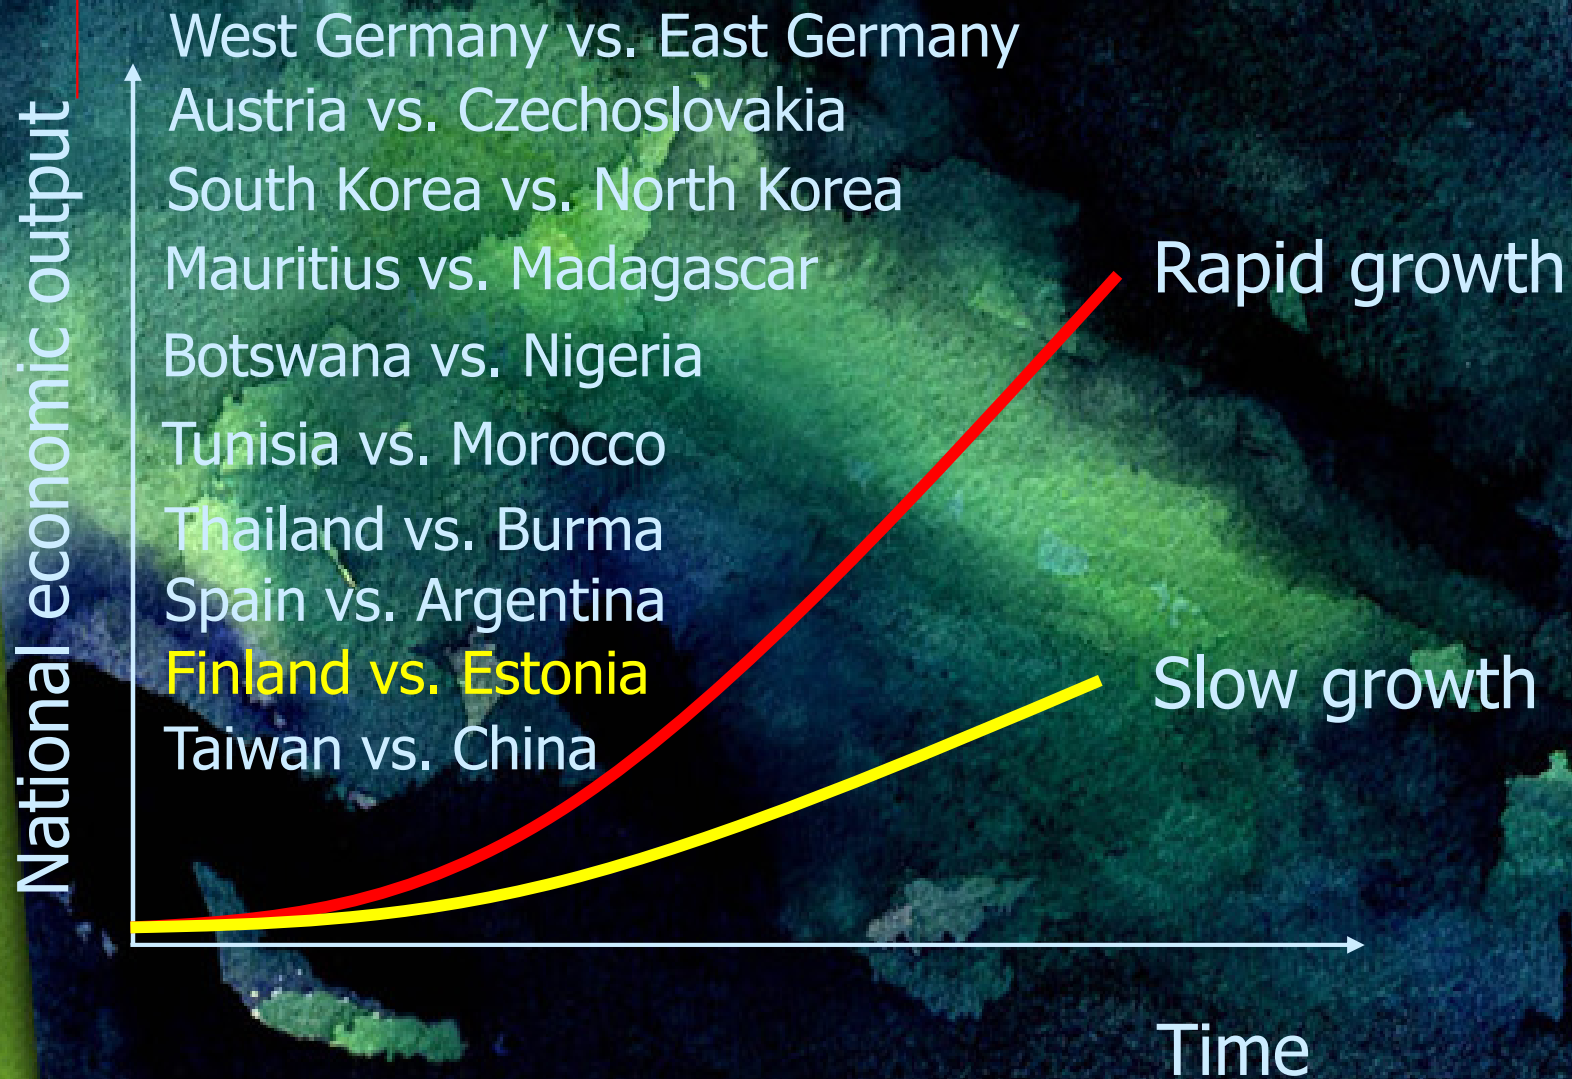 National economic output
West Germany vs. East Germany
Austria vs. Czechoslovakia
South Korea vs. North Korea
Mauritius vs. Madagascar
Botswana vs. Nigeria
Tunisia vs. Morocco
Thailand vs. Burma
Spain vs. Argentina
Finland vs. Estonia
Taiwan vs. China
Rapid growth
Slow growth
Time